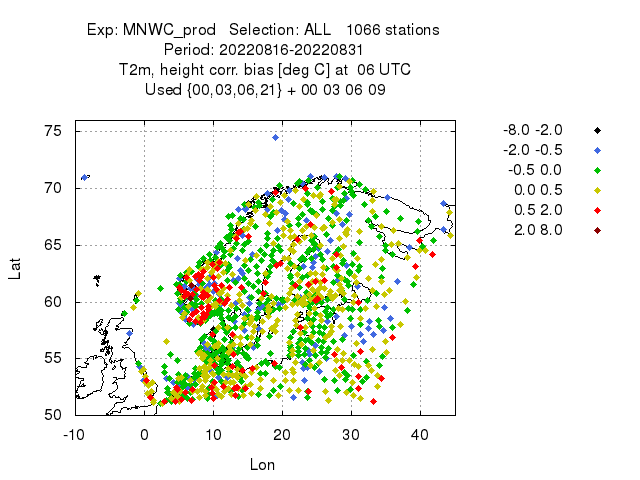 Exp: MNWC_prod Selection: ALL 1066 stations
Period: 20220816-20220831
T2m, height corr. bias [deg C] at 06 UTC
Used {00,03,06,21} + 00 03 06 09
-8.0 -2.0
-2.0 -0.5
-0.5 0.0
0.0 0.5
0.5 2.0
2.0 8.0
75
70
65
60
55
50
Lat
-10 0 10 20 30 40
Lon